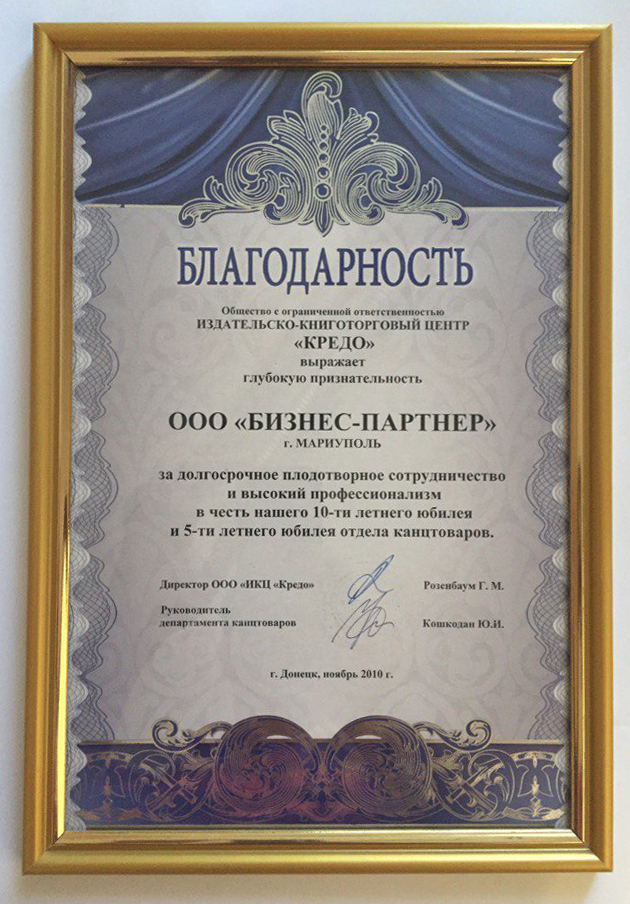 БЛАГОДАРНОСТЬ
Общество с ограниченной ответственностью
ИЗДАТЕЛЬСКО-КНИГОТОРГОВЫЙ ЦЕНТР
«КРЕДО»
выражает
глубокую признательность
ООО «БИЗНЕС-ПАРТНЕР»
г. МАРИУПОЛЬ
за долгосрочное плодотворное сотрудничество
и высокий профессионализм
в честь нашего 10-ти летнего юбилея
и 5-ти летнего юбилея отдела канцтоваров.
Директор ООО «ИКЦ «Кредо» Розенбаум Г. М.
Руководитель
департамента канцтоваров Кошкодан Ю.И.
г. Донецк, ноябрь 2010 г.